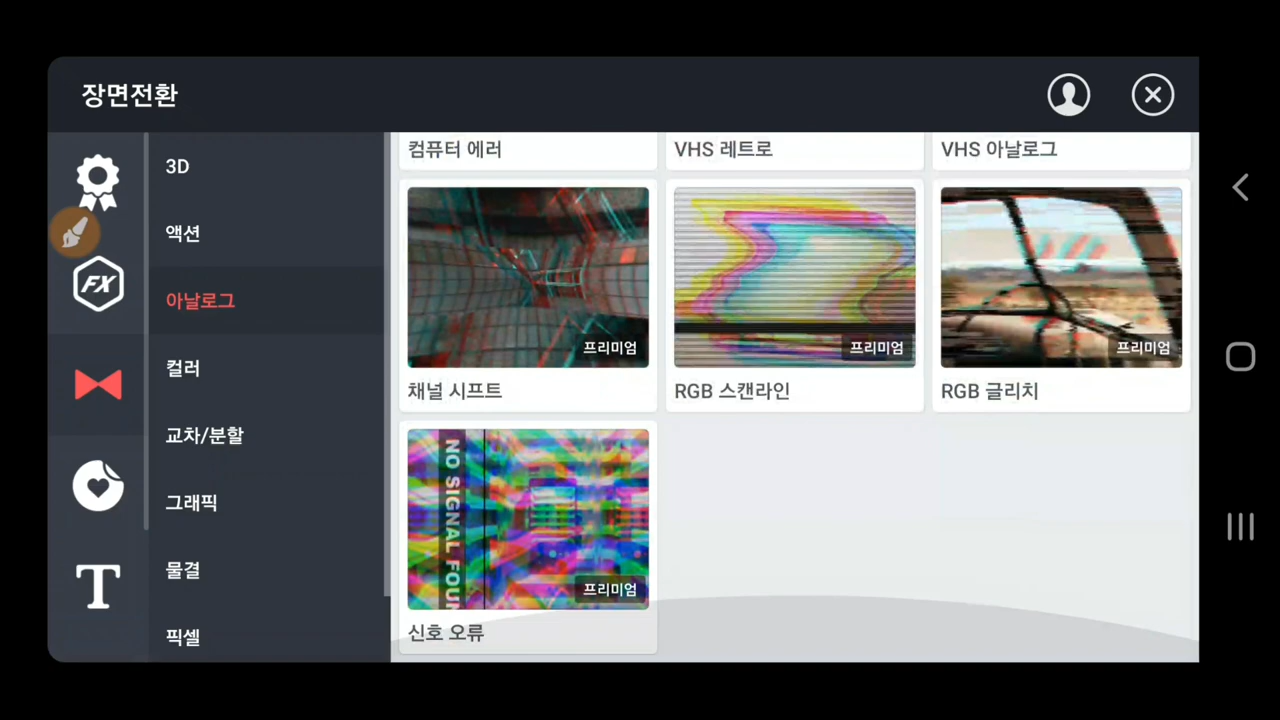 장면전환
FX
T
3D
액션
아날로그
컬러
교차/분할
그래픽
물결
픽셀
컴퓨터 에러
VHS 레트로
VHS 아날로그
프리미엄
프리미엄
프리미엄
채널 시프트
RGB 스캔라인
RGB 글리치
NO SIGNAL FOUN
프리미엄
신호 오류